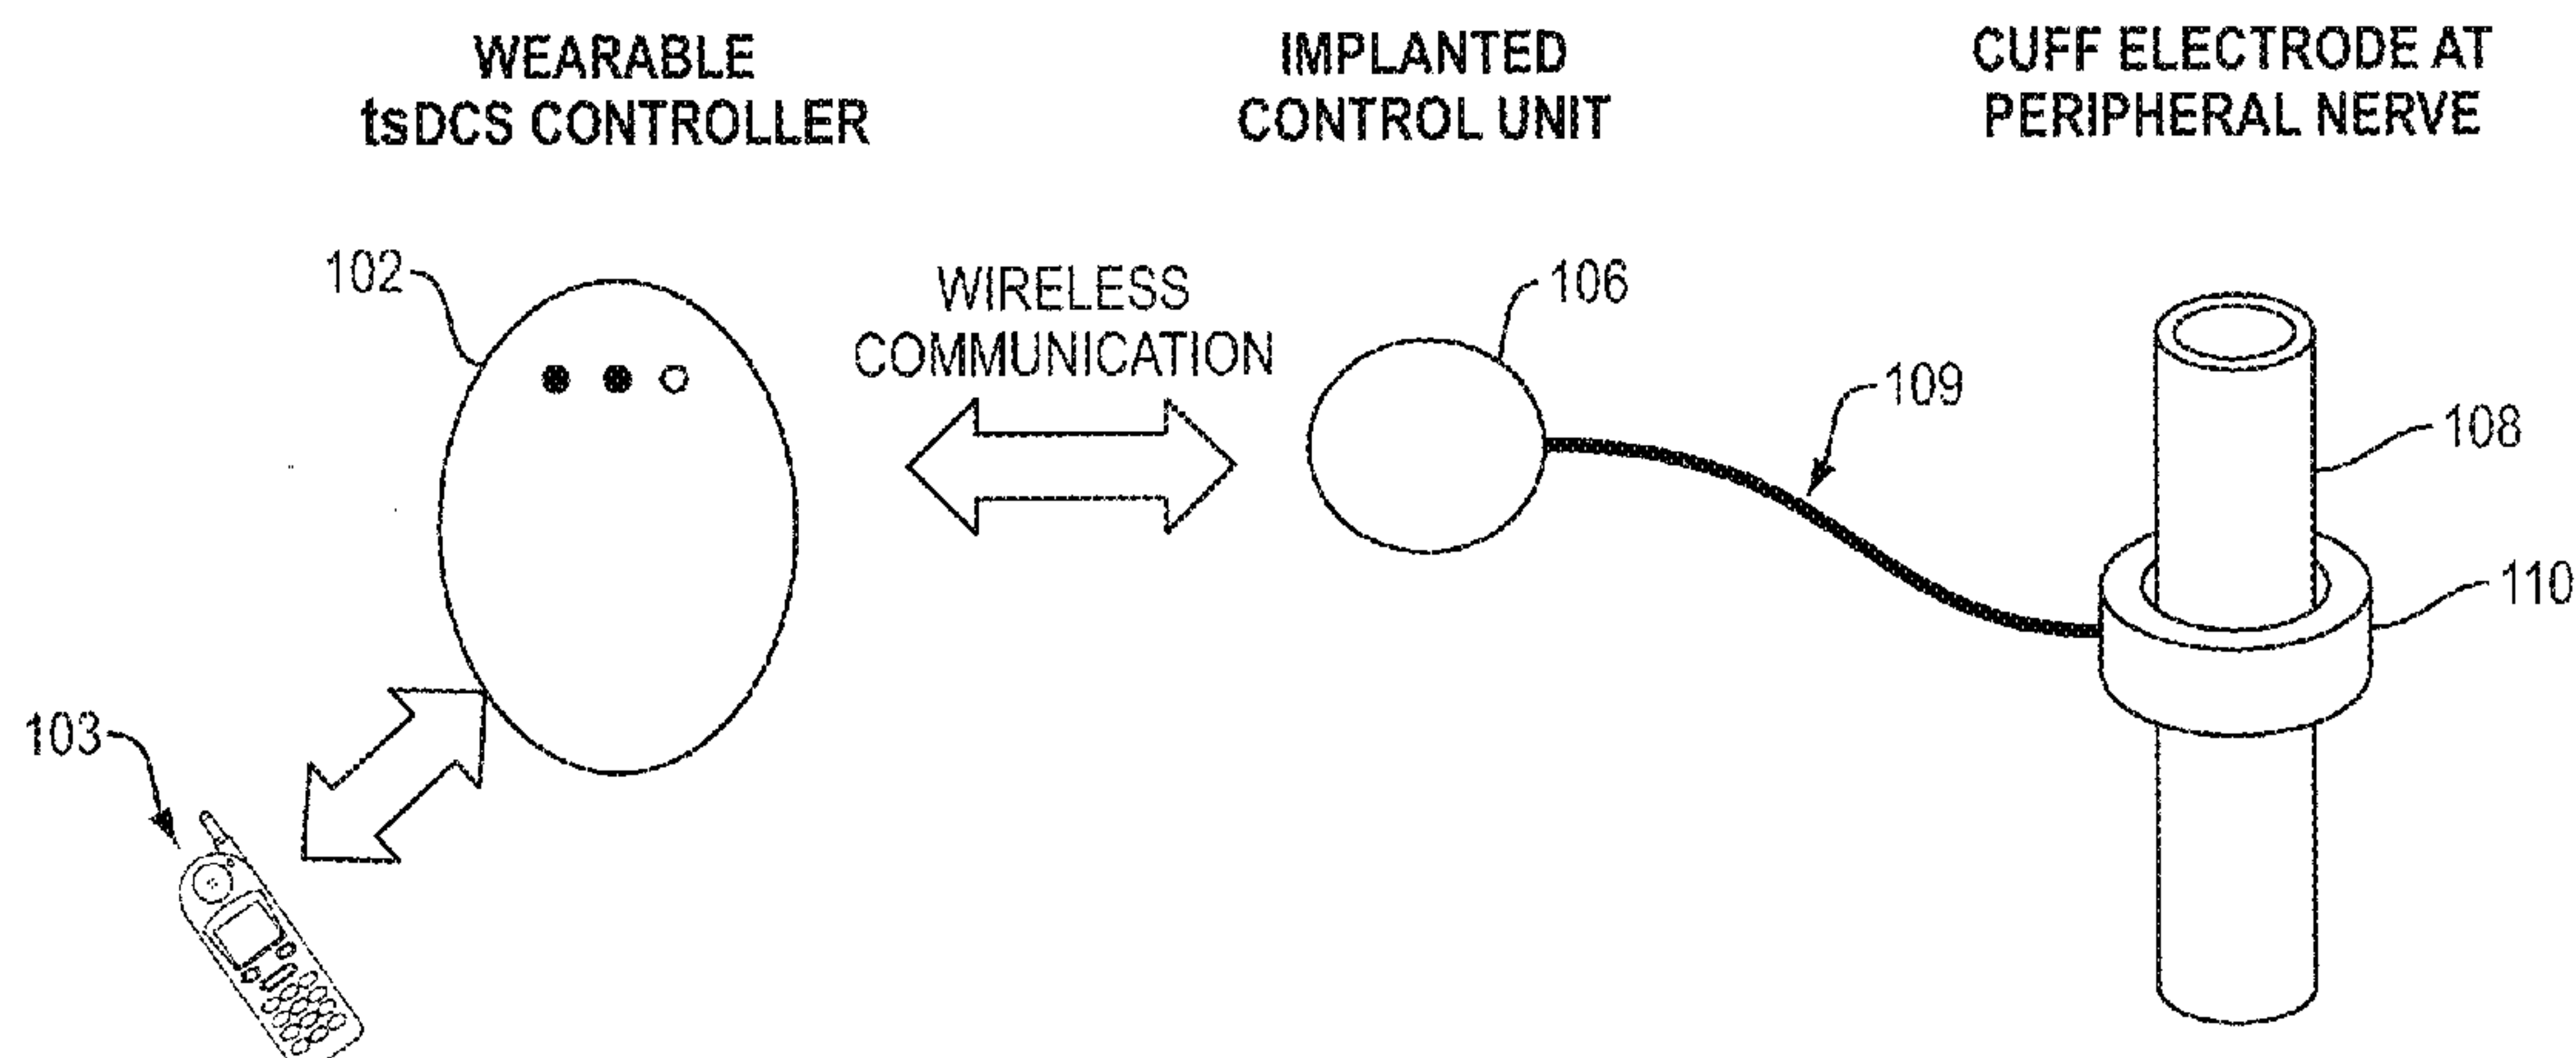 WEARABLE
tsDCS CONTROLLER
IMPLANTED
CONTROL UNIT
CUFF ELECTRODE AT
PERIPHERAL NERVE
102
WIRELESS
COMMUNICATION
106
109
108
110
103